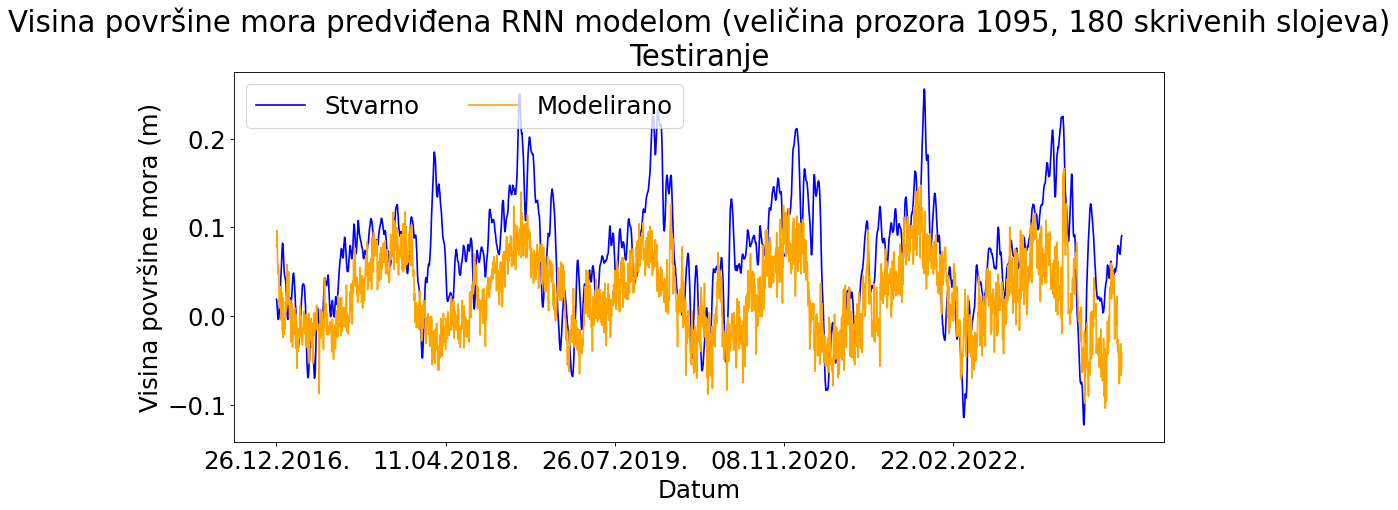 Visina površine mora predviđena RNN modelom (veličina prozora 1095, 180 skrivenih slojeva)
Testiranje
Stvarno
Modelirano
Visina površine mora (m)
0.2
0.1
0.0
−0.1
26.12.2016.
11.04.2018.
26.07.2019.
08.11.2020.
22.02.2022.
Datum